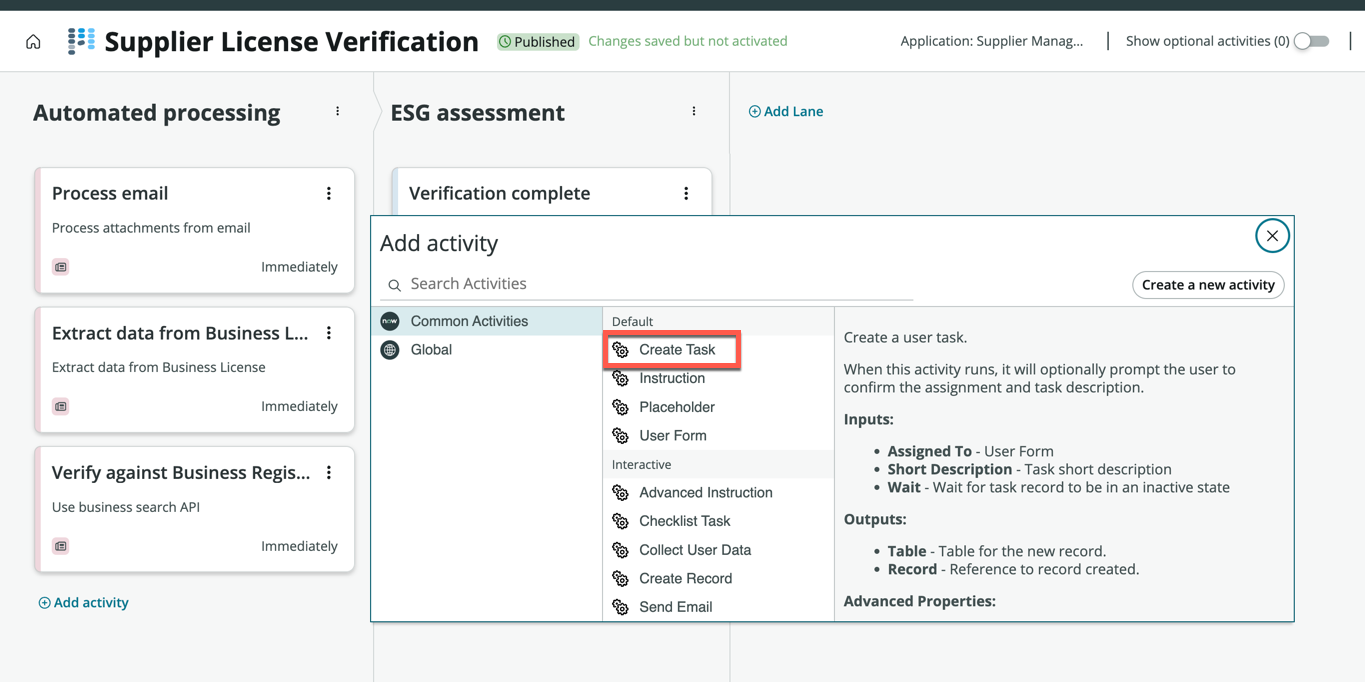 Supplier License Verification
Published
Changes saved but not activated
Application: Supplier Manag...
Show optional activities (0)
Automated processing
ESG assessment
Add Lane
Process email
Process attachments from email
Immediately
Extract data from Business L...
Extract data from Business License
Immediately
Verify against Business Regis...
Use business search API
Immediately
Add activity
Verification complete
Add activity
Search Activities
Create a new activity
now
Common Activities
Global
Default
Create Task
Instruction
Placeholder
User Form
Interactive
Advanced Instruction
Checklist Task
Collect User Data
Create Record
Send Email
Create a user task.
When this activity runs, it will optionally prompt the user to
confirm the assignment and task description.
Inputs:
• Assigned To - User Form
• Short Description - Task short description
• Wait - Wait for task record to be in an inactive state
Outputs:
• Table - Table for the new record.
• Record - Reference to record created.
Advanced Properties: